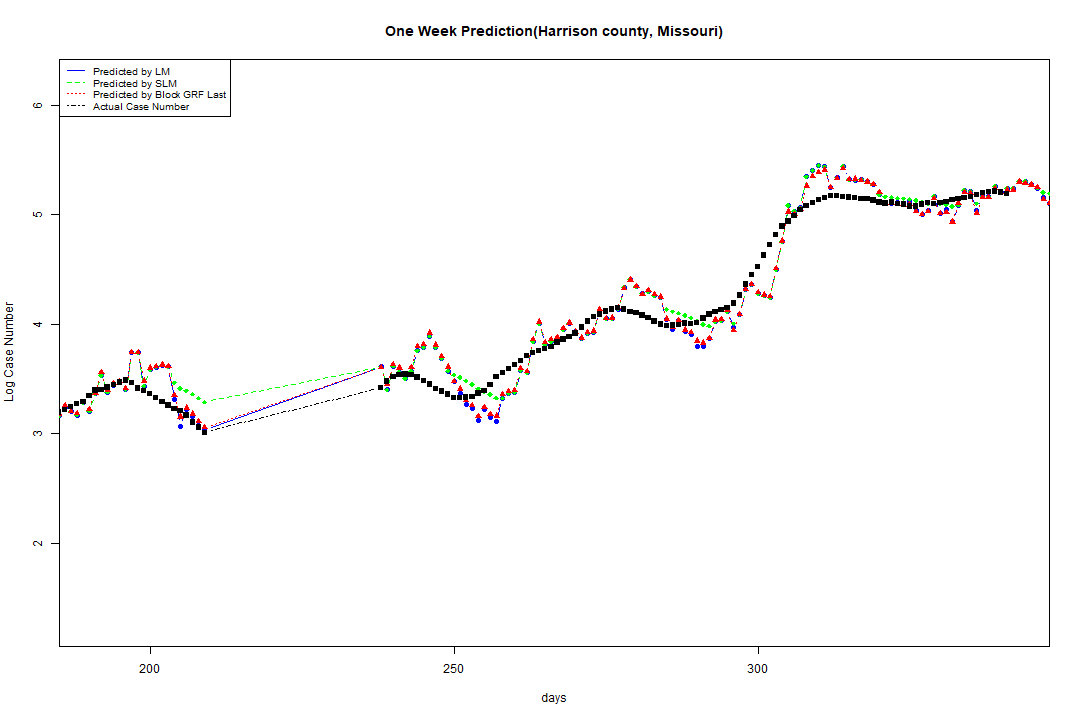 One Week Prediction(Harrison county, Missouri)
Predicted by LM
Predicted by SLM
Predicted by Block GRF Last
Actual Case Number
6
5
4
3
2
Log Case Number
200
250
300
days